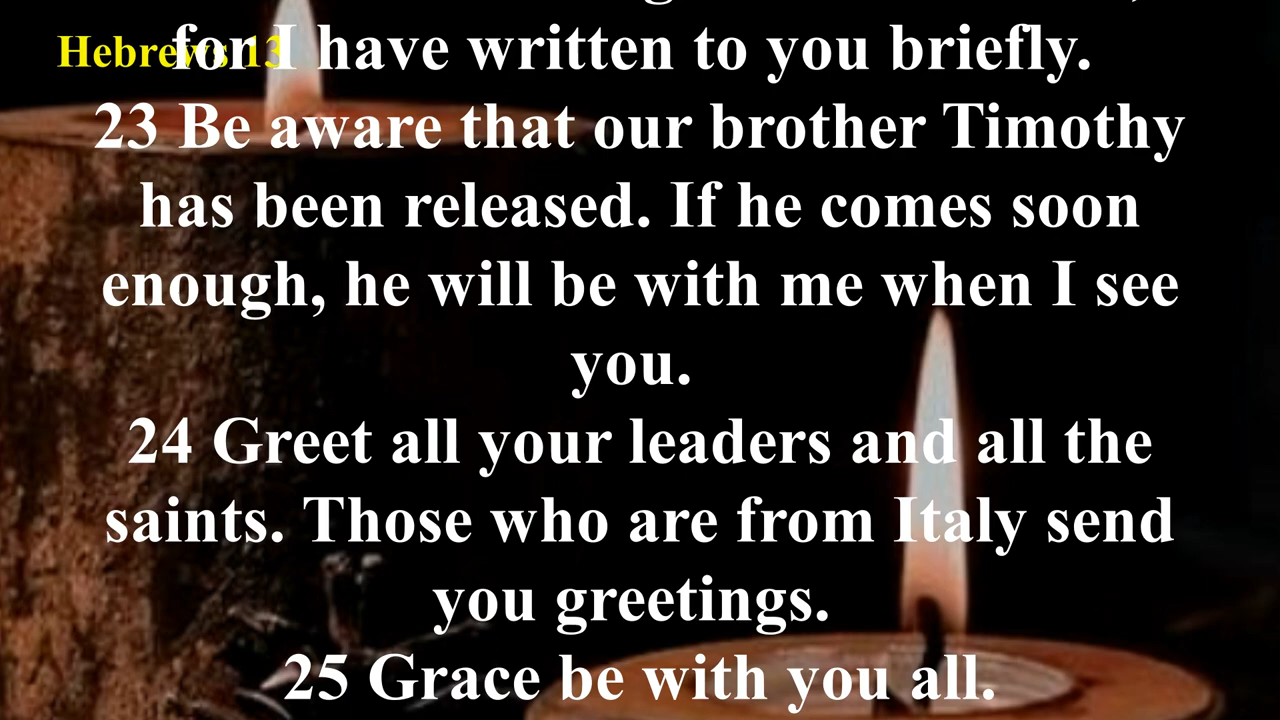 Hebrews 13
for I have written to you briefly.
23 Be aware that our brother Timothy
has been released. If he comes soon
enough, he will be with me when I see
you.
24 Greet all your leaders and all the
saints. Those who are from Italy send
you greetings.
25 Grace be with you all.